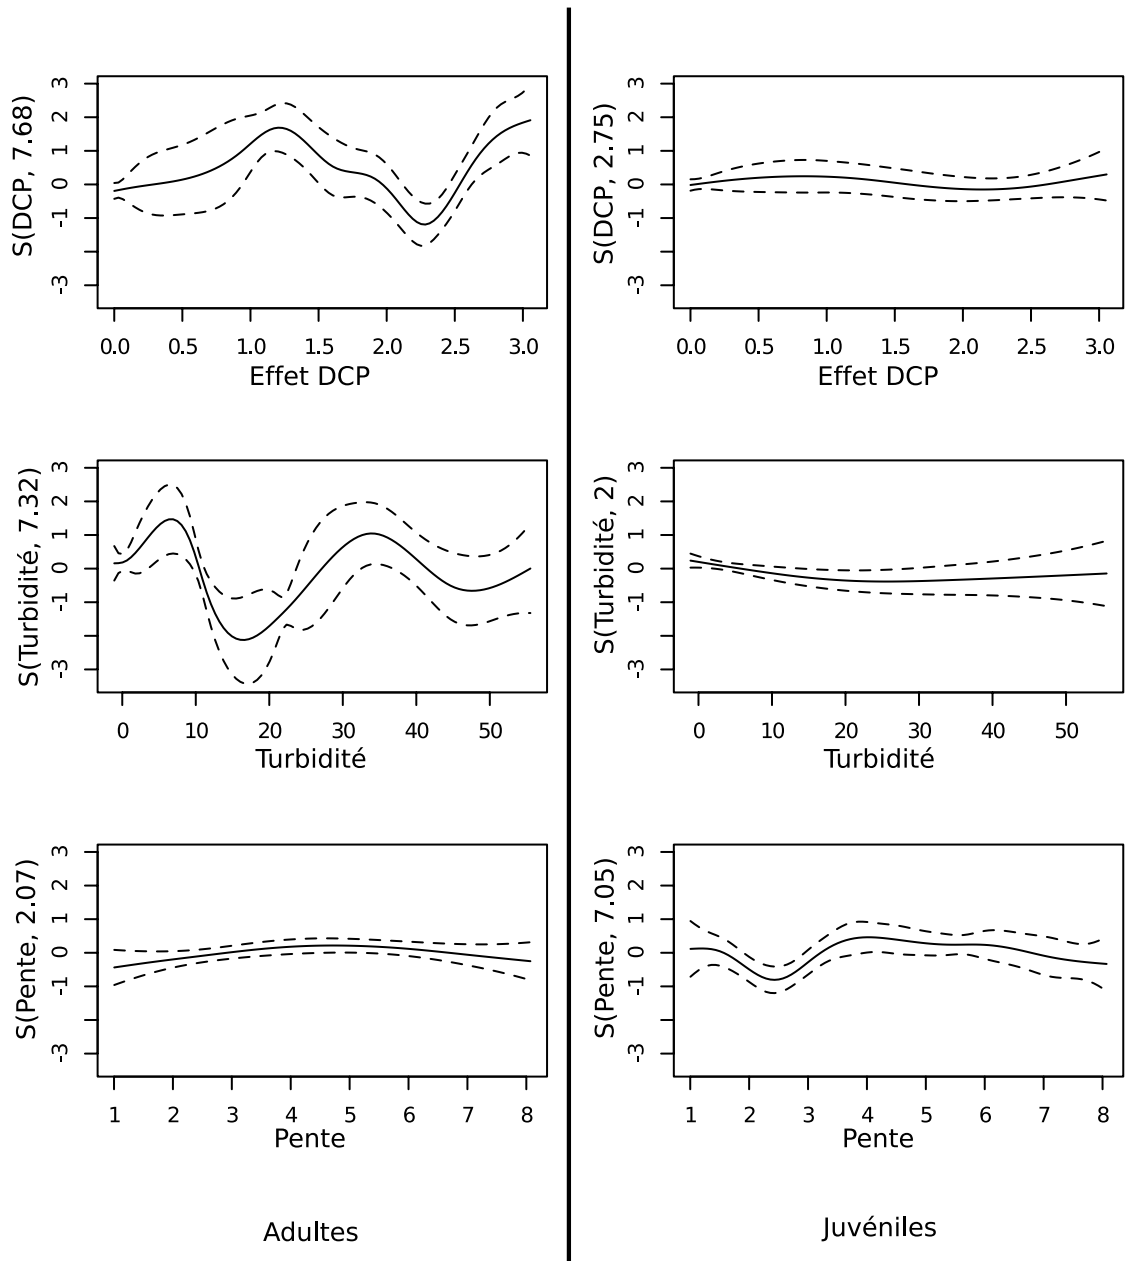 S(DCP, 7.68)
3
2
1
0
-1
-3
0.0 0.5 1.0 1.5 2.0 2.5 3.0
Effet DCP
S(Turbidité, 7.32)
3
2
1
0
-1
-3
0 10 20 30 40 50
Turbidité
S(Pente, 2.07)
3
2
1
0
-1
-3
1 2 3 4 5 6 7 8
Pente
Adultes
S(DCP, 2.75)
3
2
1
0
-1
-3
0.0 0.5 1.0 1.5 2.0 2.5 3.0
Effet DCP
S(Turbidité, 2)
3
2
1
0
-1
-3
0 10 20 30 40 50
Turbidité
S(Pente, 7.05)
3
2
1
0
-1
-3
1 2 3 4 5 6 7 8
Pente
Juvéniles